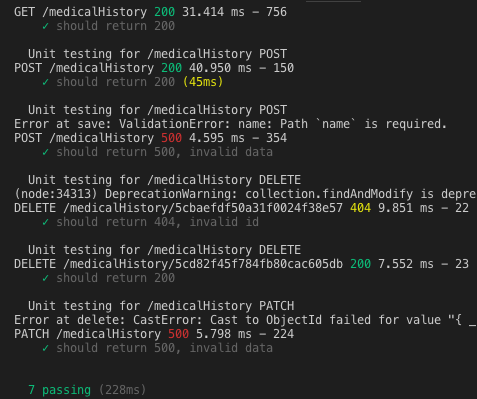 GET /medicalHistory 200 31.414 ms - 756
✓ should return 200
Unit testing for /medicalHistory POST
POST /medicalHistory 200 40.950 ms - 150
✓ should return 200 (45ms)
Unit testing for /medicalHistory POST
Error at save: ValidationError: name: Path `name` is required.
POST /medicalHistory 500 4.595 ms - 354
✓ should return 500, invalid data
Unit testing for /medicalHistory DELETE
(node:34313) DeprecationWarning: collection.findAndModify is depre
DELETE /medicalHistory/5cbaefdf50a31f0024f38e57 404 9.851 ms - 22
✓ should return 404, invalid id
Unit testing for /medicalHistory DELETE
DELETE /medicalHistory/5cd82f45f784fb80cac605db 200 7.552 ms - 23
✓ should return 200
Unit testing for /medicalHistory PATCH
Error at delete: CastError: Cast to ObjectId failed for value "{ _
PATCH /medicalHistory 500 5.798 ms - 224
✓ should return 500, invalid data
7 passing (228ms)